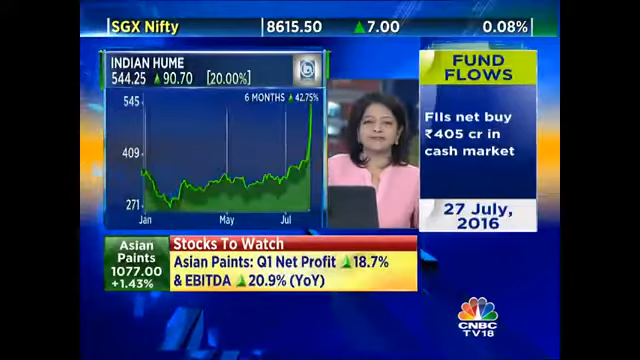 SGX Nifty 8615.50 ▲7.00 0.08%
INDIAN HUME
544.25 ▲ 90.70 [20.00%]
6 MONTHS ▲ 42.75%
545
409
271
Jan May Jul
FUND
FLOWS
FIIs net buy
₹405 cr in
cash market
27 July,
2016
Asian
Paints
1077.00
+1.43%
Stocks To Watch
Asian Paints: Q1 Net Profit ▲18.7%
& EBITDA ▲20.9% (YoY)
CNBC
TV18